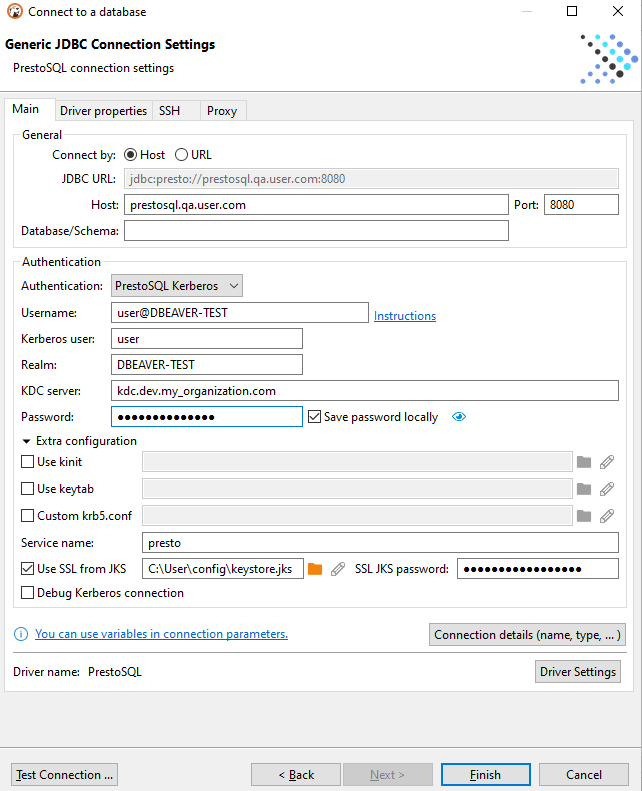 Connect to a database
Generic JDBC Connection Settings
PrestoSQL connection settings
Main Driver properties SSH Proxy
General
Connect by: Host URL
JDBC URL: jdbc:presto://prestosql.qa.user.com:8080
Host: prestosql.qa.user.com Port: 8080
Database/Schema:
Authentication
Authentication: PrestoSQL Kerberos
Username: user@DBEAVER-TEST Instructions
Kerberos user: user
Realm: DBEAVER-TEST
KDC server: kdc.dev.my_organization.com
Password: ●●●●●●●●●●●●●● Save password locally
Extra configuration
Use kinit
Use keytab
Custom krb5.conf
Service name: presto
Use SSL from JKS C:\User\config\keystore.jks SSL JKS password: ●●●●●●●●●●●●●●●●●
Debug Kerberos connection
You can use variables in connection parameters. Connection details (name, type, ... )
Driver name: PrestoSQL Driver Settings
Test Connection ... < Back Next > Finish Cancel